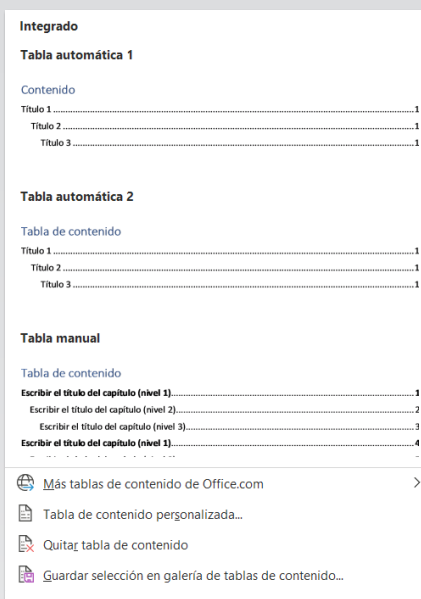 Integrado
Tabla automática 1
Contenido
Título 1...1
Título 2...1
Título 3...1
Tabla automática 2
Tabla de contenido
Título 1...1
Título 2...1
Título 3...1
Tabla manual
Tabla de contenido
Escribir el título del capítulo (nivel 1)...1
Escribir el título del capítulo (nivel 2)...2
Escribir el título del capítulo (nivel 3)...3
Escribir el título del capítulo (nivel 1)...4
Más tablas de contenido de Office.com
Tabla de contenido personalizada...
Quitar tabla de contenido
Guardar selección en galería de tablas de contenido...